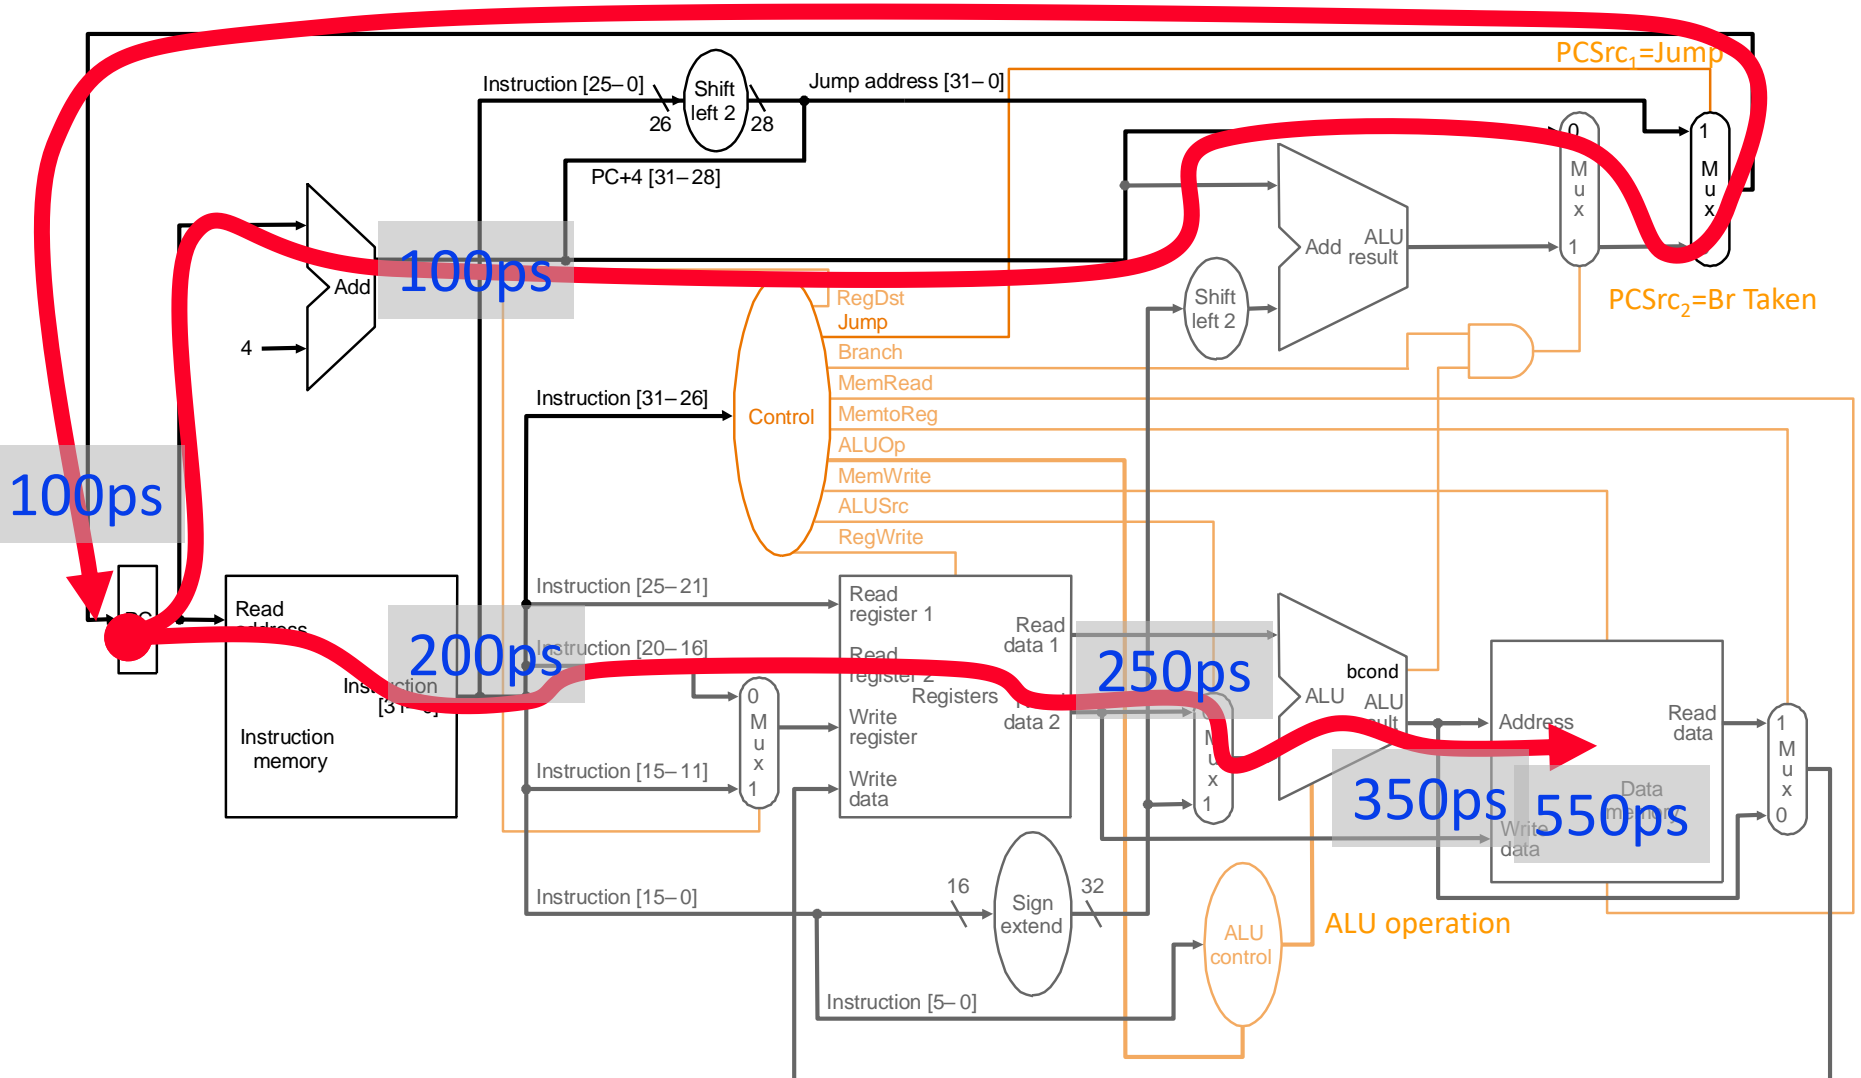 PCSrc1=Jump
Instruction [25–0]
Shift
left 2
Jump address [31–0]
26
28
0
1
PC+4 [31–28]
M
u
x
M
u
x
Add
ALU
result
1
100ps
Add
4
RegDst
Jump
Branch
MemRead
MemtoReg
ALUOp
MemWrite
ALUSrc
RegWrite
Shift
left 2
PCSrc2=Br Taken
Instruction [31–26]
Control
100ps
Instruction [25–21]
Read
register 1
Read
address
Read
data 1
200ps
[20–16]
Read
register 2
Registers
250ps
bcond
ALU
ALU
Instruction
Instruction
memory
0
M
u
x
1
Write
register
data 2
Address
Read
data
1
M
u
x
0
x
1
Instruction [15–11]
Write
data
350ps
550ps
Data
memory
Write
data
Instruction [15–0]
16
Sign
extend
32
ALU
control
ALU operation
Instruction [5–0]